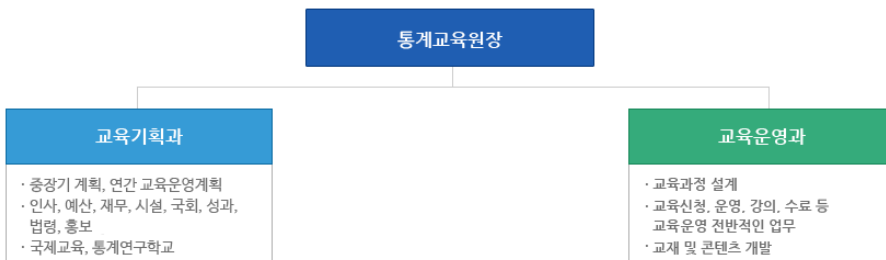 통계교육원장
교육기획과
· 중장기 계획, 연간 교육운영계획
· 인사, 예산, 재무, 시설, 국회, 성과,
법령, 홍보
· 국제교육, 통계연구학교
교육운영과
· 교육과정 설계
· 교육신청, 운영, 강의, 수료 등
교육운영 전반적인 업무
· 교재 및 콘텐츠 개발